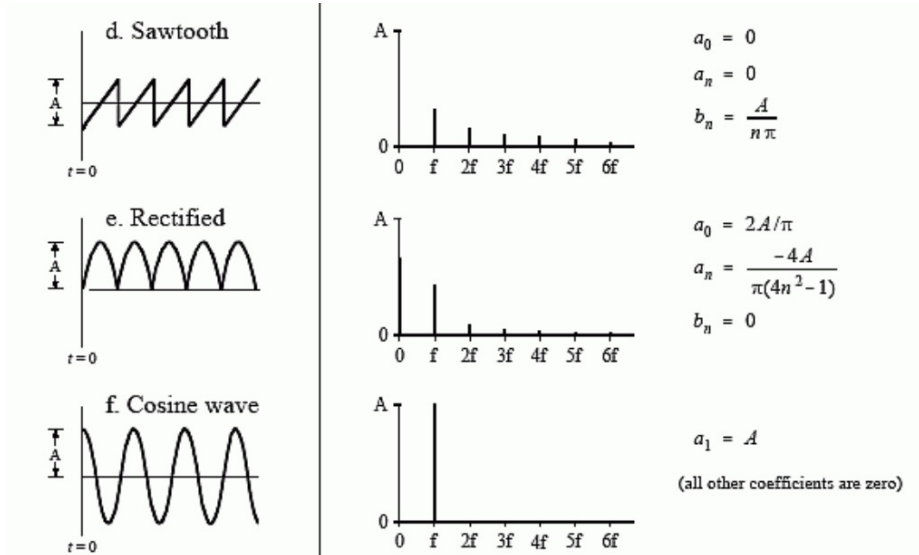 d. Sawtooth
A
t=0
A
0
0 f 2f 3f 4f 5f 6f
a₀ = 0
aₙ = 0
bₙ = A / nπ
e. Rectified
A
t=0
A
0
0 f 2f 3f 4f 5f 6f
a₀ = 2A/π
aₙ = -4A / π(4n²-1)
bₙ = 0
f. Cosine wave
A
t=0
A
0
0 f 2f 3f 4f 5f 6f
a₁ = A
(all other coefficients are zero)